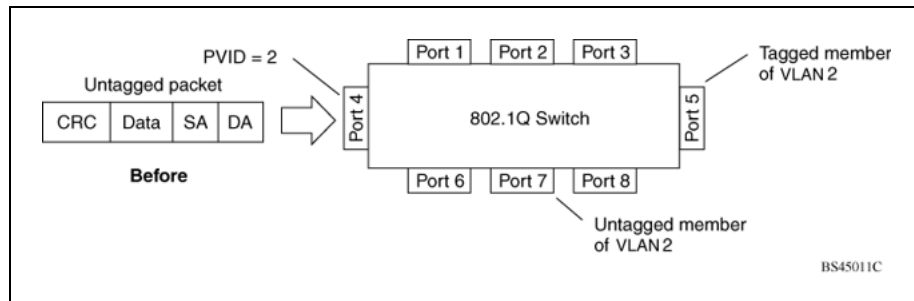 Port 1
Port 2
Port 3
PVID = 2
Tagged member
of VLAN 2
Untagged packet
CRC
Data
SA
DA
Port 4
802.1Q Switch
Port 5
Before
Port 6
Port 7
Port 8
Untagged member
of VLAN 2
BS45011C